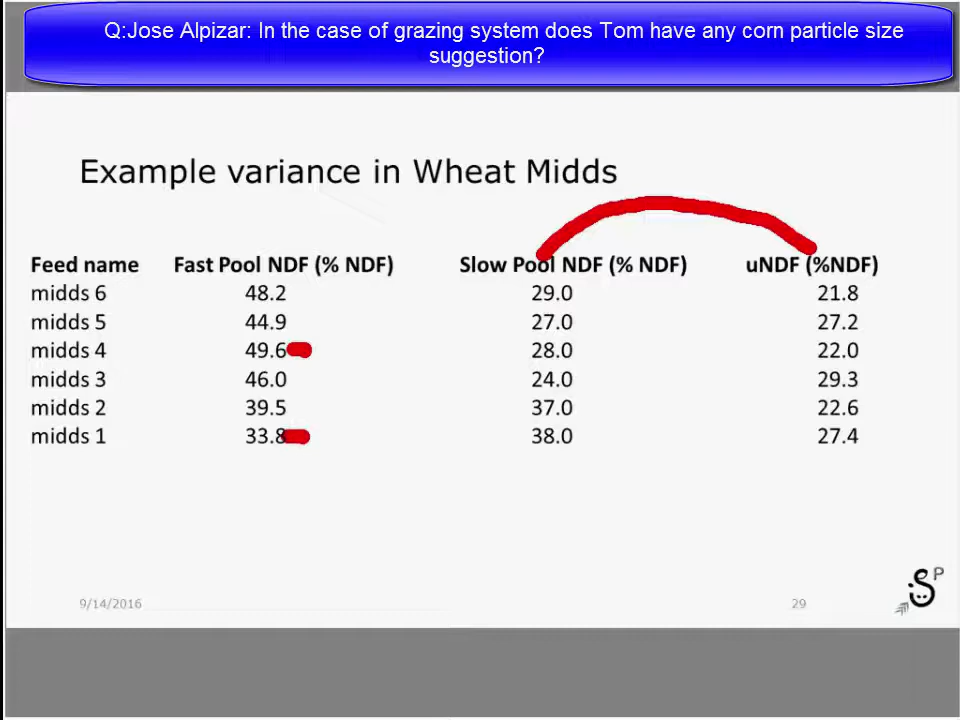 Q:Jose Alpizar: In the case of grazing system does Tom have any corn particle size
suggestion?
Example variance in Wheat Midds
Feed name Fast Pool NDF (% NDF) Slow Pool NDF (% NDF) uNDF (%NDF)
midds 6 48.2 29.0 21.8
midds 5 44.9 27.0 27.2
midds 4 49.6 28.0 22.0
midds 3 46.0 24.0 29.3
midds 2 39.5 37.0 22.6
midds 1 33.8 38.0 27.4
9/14/2016 29
S P